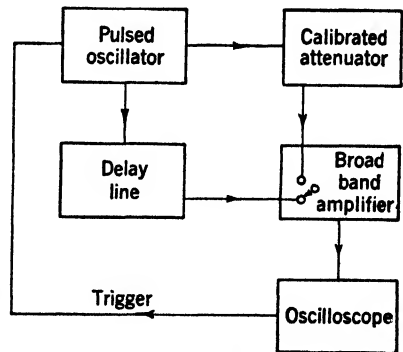 Pulsed
oscillator
Calibrated
attenuator
Delay
line
Broad
band
amplifier
Trigger
Oscilloscope